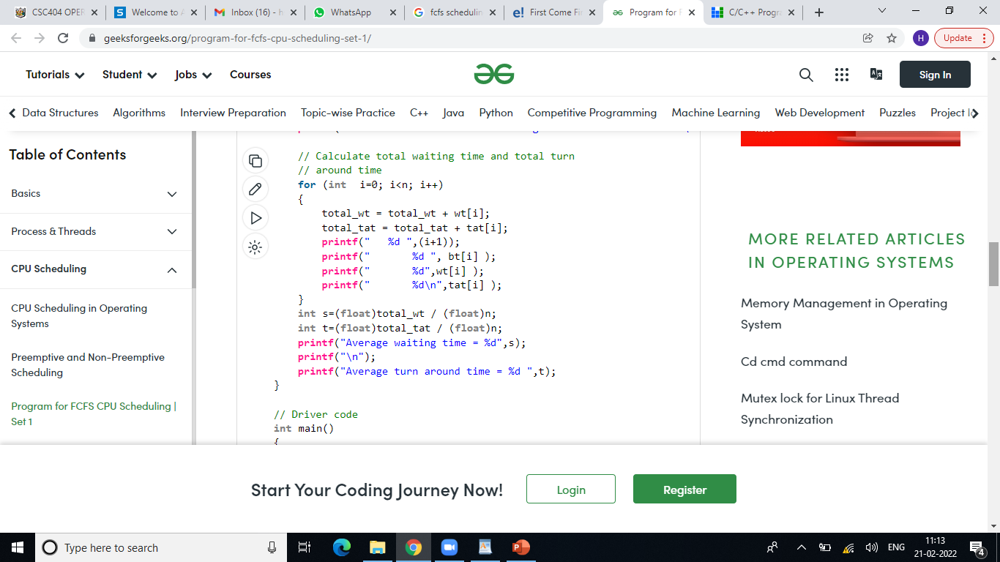 CSC404 OPER
Welcome to A
Inbox (16) - h
WhatsApp
fcfs schedulin
First Come Fi
Program for F
C/C++ Progra
geeksforgeeks.org/program-for-fcfs-cpu-scheduling-set-1/
H
Update
Tutorials
Student
Jobs
Courses
Sign In
Data Structures
Algorithms
Interview Preparation
Topic-wise Practice
C++
Java
Python
Competitive Programming
Machine Learning
Web Development
Puzzles
Project
Table of Contents
Basics
Process & Threads
CPU Scheduling
CPU Scheduling in Operating
Systems
Preemptive and Non-Preemptive
Scheduling
Program for FCFS CPU Scheduling |
Set 1
// Calculate total waiting time and total turn
// around time
for (int  i=0; i<n; i++)
{
    total_wt = total_wt + wt[i];
    total_tat = total_tat + tat[i];
    printf("   %d ",(i+1));
    printf("       %d ", bt[i] );
    printf("       %d",wt[i] );
    printf("       %d\n",tat[i] );
}
int s=(float)total_wt / (float)n;
int t=(float)total_tat / (float)n;
printf("Average waiting time = %d",s);
printf("\n");
printf("Average turn around time = %d ",t);
}
// Driver code
int main()
{
MORE RELATED ARTICLES
IN OPERATING SYSTEMS
Memory Management in Operating
System
Cd cmd command
Mutex lock for Linux Thread
Synchronization
Start Your Coding Journey Now!
Login
Register
Type here to search
ENG
11:13
21-02-2022
4